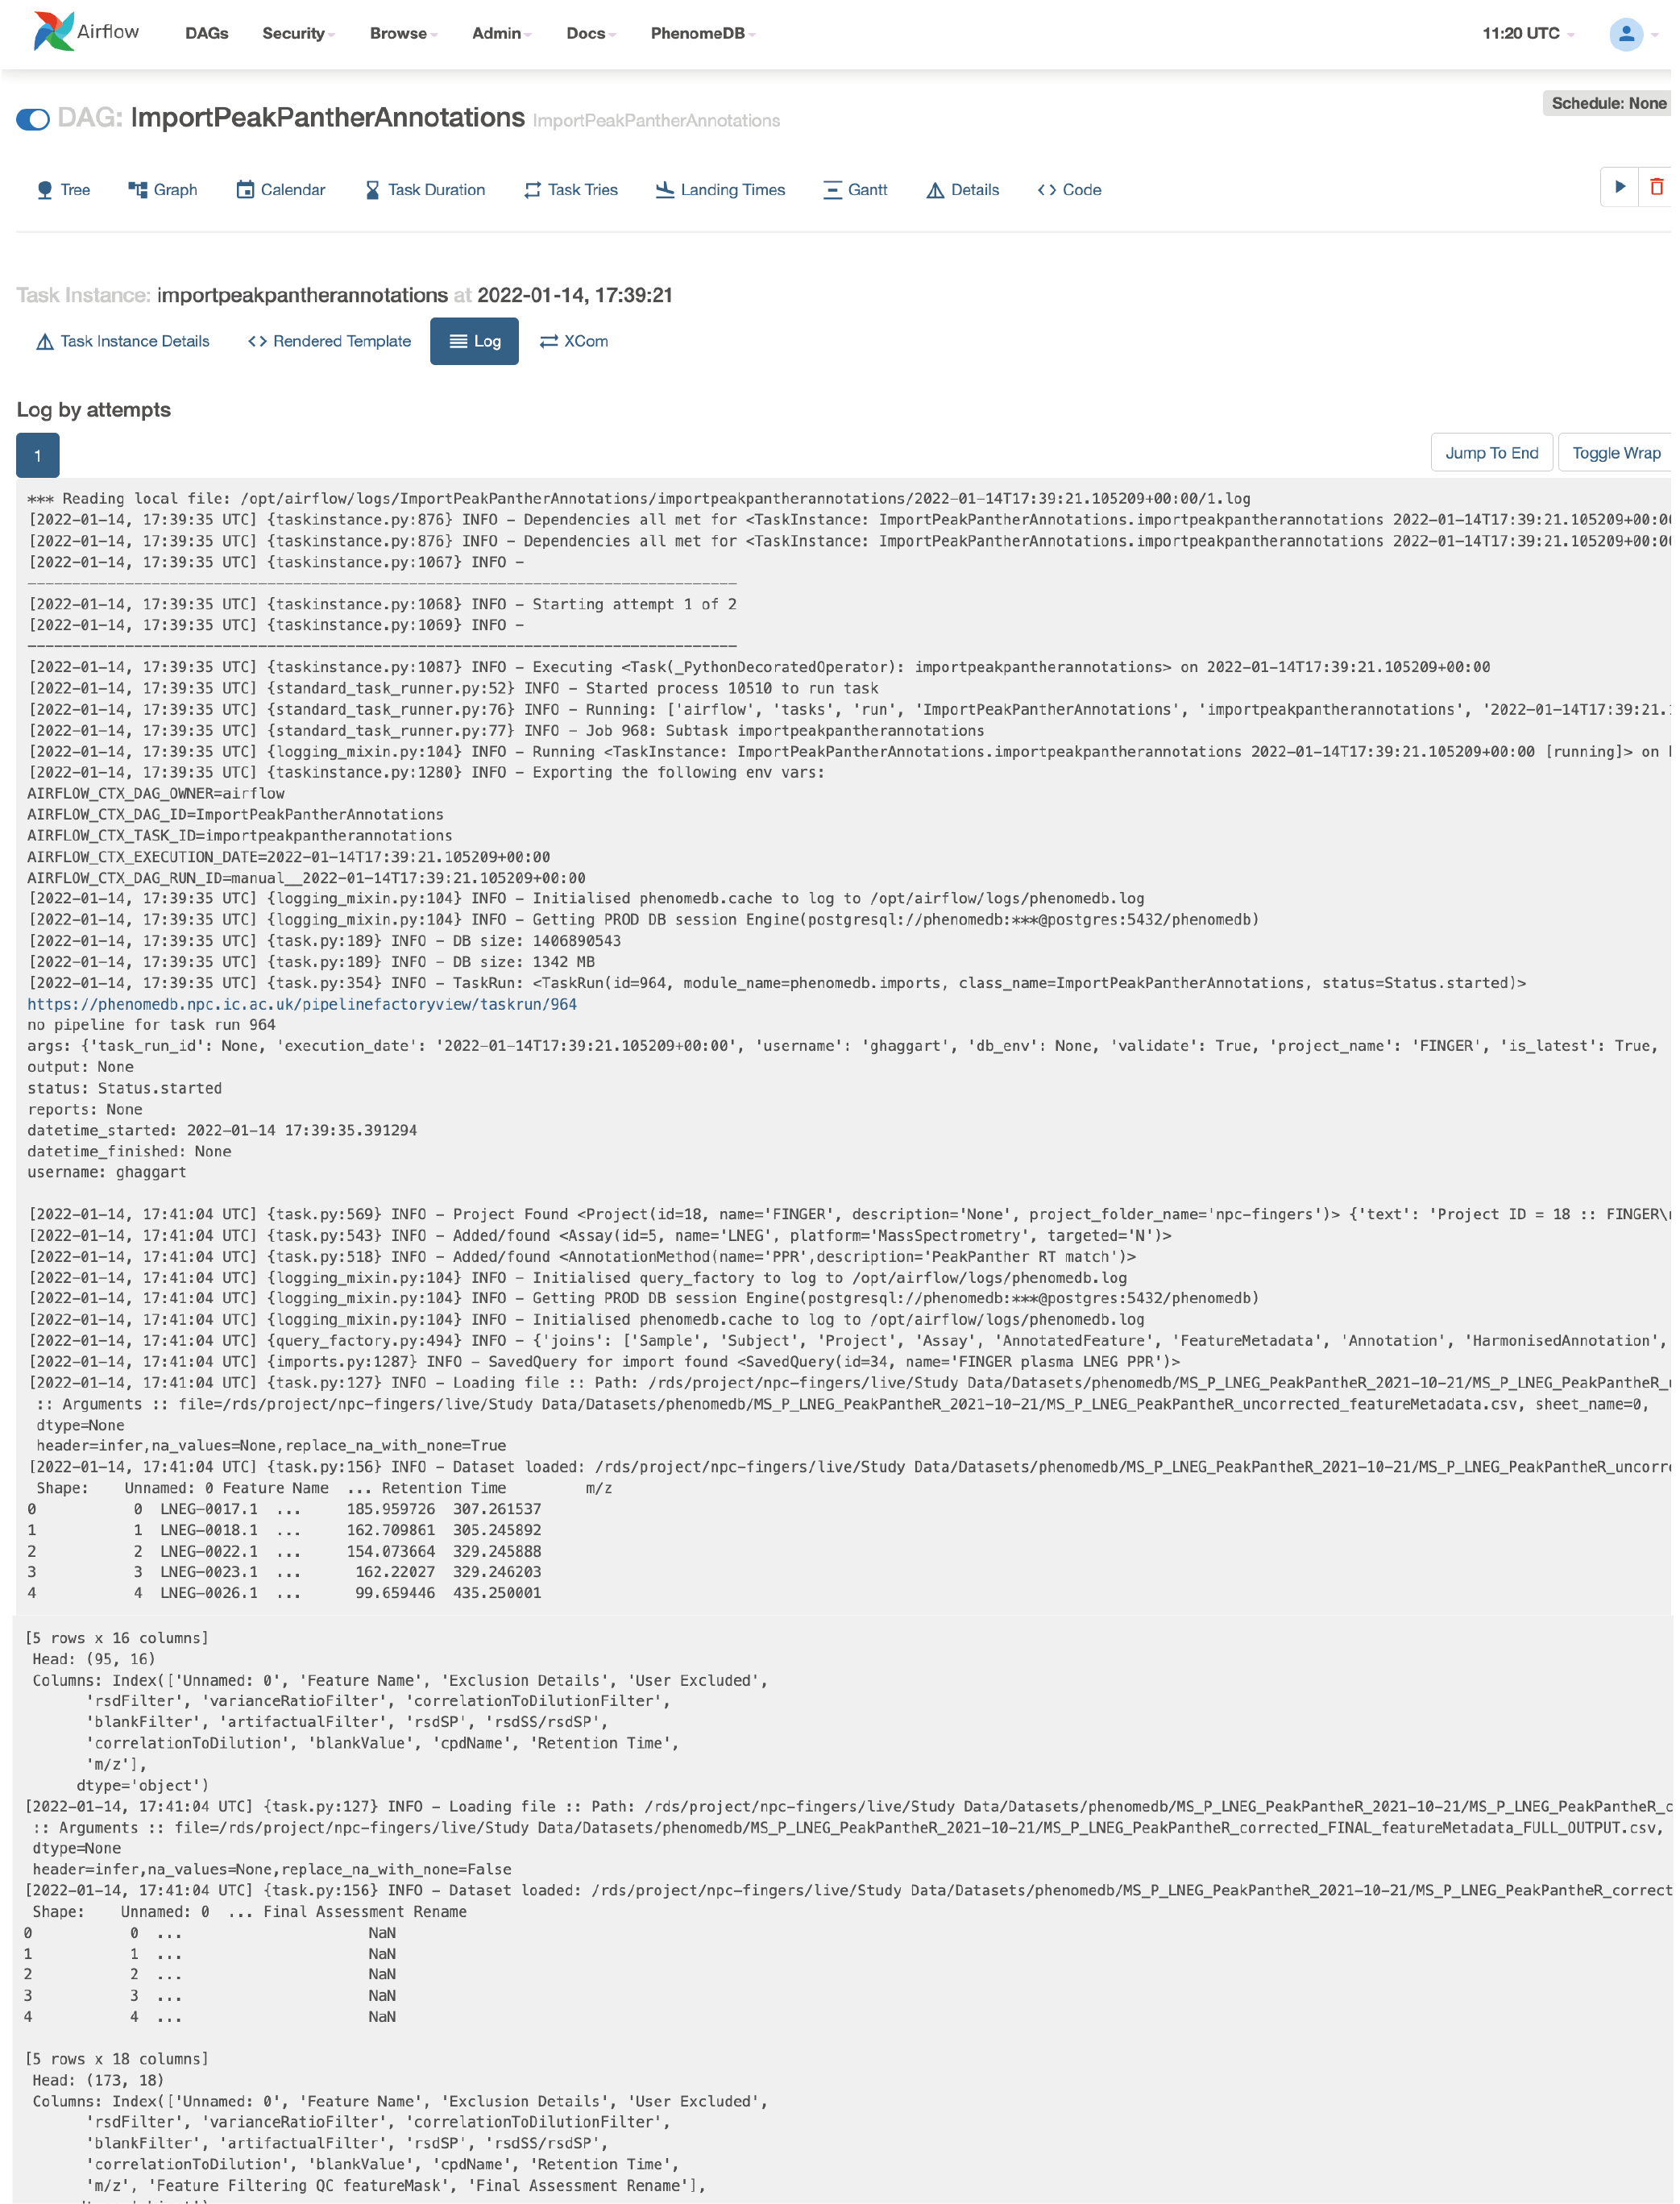 Airflow DAGs Security Browse Admin Docs PhenomeDB 11:20 UTC
Schedule: None
DAG: ImportPeakPantherAnnotations ImportPeakPantherAnnotations
Tree Graph Calendar Task Duration Task Tries Landing Times Gantt Details Code
Task Instance: importpeakpantherannotations at 2022-01-14, 17:39:21
Task Instance Details Rendered Template Log XCom
Log by attempts
1 Jump To End Toggle Wrap
*** Reading local file: /opt/airflow/logs/ImportPeakPantherAnnotations/importpeakpantherannotations/2022-01-14T17:39:21.105209+00:00/1.log
[2022-01-14, 17:39:35 UTC] {taskinstance.py:876} INFO - Dependencies all met for <TaskInstance: ImportPeakPantherAnnotations.importpeakpantherannotations 2022-01-14T17:39:21.105209+00:00
[2022-01-14, 17:39:35 UTC] {taskinstance.py:876} INFO - Dependencies all met for <TaskInstance: ImportPeakPantherAnnotations.importpeakpantherannotations 2022-01-14T17:39:21.105209+00:00
[2022-01-14, 17:39:35 UTC] {taskinstance.py:1067} INFO -
--------------------------------------------------------------------------------
[2022-01-14, 17:39:35 UTC] {taskinstance.py:1068} INFO - Starting attempt 1 of 2
[2022-01-14, 17:39:35 UTC] {taskinstance.py:1069} INFO -
--------------------------------------------------------------------------------
[2022-01-14, 17:39:35 UTC] {taskinstance.py:1087} INFO - Executing <Task(_PythonDecoratedOperator): importpeakpantherannotations> on 2022-01-14T17:39:21.105209+00:00
[2022-01-14, 17:39:35 UTC] {standard_task_runner.py:52} INFO - Started process 10510 to run task
[2022-01-14, 17:39:35 UTC] {standard_task_runner.py:76} INFO - Running: ['airflow', 'tasks', 'run', 'ImportPeakPantherAnnotations', 'importpeakpantherannotations', '2022-01-14T17:39:21.
[2022-01-14, 17:39:35 UTC] {standard_task_runner.py:77} INFO - Job 968: Subtask importpeakpantherannotations
[2022-01-14, 17:39:35 UTC] {logging_mixin.py:104} INFO - Running <TaskInstance: ImportPeakPantherAnnotations.importpeakpantherannotations 2022-01-14T17:39:21.105209+00:00 [running]> on
[2022-01-14, 17:39:35 UTC] {taskinstance.py:1280} INFO - Exporting the following env vars:
AIRFLOW_CTX_DAG_OWNER=airflow
AIRFLOW_CTX_DAG_ID=ImportPeakPantherAnnotations
AIRFLOW_CTX_TASK_ID=importpeakpantherannotations
AIRFLOW_CTX_EXECUTION_DATE=2022-01-14T17:39:21.105209+00:00
AIRFLOW_CTX_DAG_RUN_ID=manual__2022-01-14T17:39:21.105209+00:00
[2022-01-14, 17:39:35 UTC] {logging_mixin.py:104} INFO - Initialised phenomedb.cache to log to /opt/airflow/logs/phenomedb.log
[2022-01-14, 17:39:35 UTC] {logging_mixin.py:104} INFO - Getting PROD DB session Engine(postgresql://phenomedb:***@postgres:5432/phenomedb)
[2022-01-14, 17:39:35 UTC] {task.py:189} INFO - DB size: 1406890543
[2022-01-14, 17:39:35 UTC] {task.py:189} INFO - DB size: 1342 MB
[2022-01-14, 17:39:35 UTC] {task.py:354} INFO - TaskRun: <TaskRun(id=964, module_name=phenomedb.imports, class_name=ImportPeakPantherAnnotations, status=Status.started)>
https://phenomedb.npc.ic.ac.uk/pipelinefactoryview/taskrun/964
no pipeline for task run 964
args: {'task_run_id': None, 'execution_date': '2022-01-14T17:39:21.105209+00:00', 'username': 'ghaggart', 'db_env': None, 'validate': True, 'project_name': 'FINGER', 'is_latest': True,
output: None
status: Status.started
reports: None
datetime_started: 2022-01-14 17:39:35.391294
datetime_finished: None
username: ghaggart
[2022-01-14, 17:41:04 UTC] {task.py:569} INFO - Project Found <Project(id=18, name='FINGER', description='None', project_folder_name='npc-fingers')> {'text': 'Project ID = 18 :: FINGER\
[2022-01-14, 17:41:04 UTC] {task.py:543} INFO - Added/found <Assay(id=5, name='LNEG', platform='MassSpectrometry', targeted='N')>
[2022-01-14, 17:41:04 UTC] {task.py:518} INFO - Added/found <AnnotationMethod(name='PPR',description='PeakPanther RT match')>
[2022-01-14, 17:41:04 UTC] {logging_mixin.py:104} INFO - Initialised query_factory to log to /opt/airflow/logs/phenomedb.log
[2022-01-14, 17:41:04 UTC] {logging_mixin.py:104} INFO - Getting PROD DB session Engine(postgresql://phenomedb:***@postgres:5432/phenomedb)
[2022-01-14, 17:41:04 UTC] {logging_mixin.py:104} INFO - Initialised phenomedb.cache to log to /opt/airflow/logs/phenomedb.log
[2022-01-14, 17:41:04 UTC] {query_factory.py:494} INFO - {'joins': ['Sample', 'Subject', 'Project', 'Assay', 'AnnotatedFeature', 'FeatureMetadata', 'Annotation', 'HarmonisedAnnotation',
[2022-01-14, 17:41:04 UTC] {imports.py:1287} INFO - SavedQuery for import found <SavedQuery(id=34, name='FINGER plasma LNEG PPR')>
[2022-01-14, 17:41:04 UTC] {task.py:127} INFO - Loading file :: Path: /rds/project/npc-fingers/live/Study Data/Datasets/phenomedb/MS_P_LNEG_PeakPantheR_2021-10-21/MS_P_LNEG_PeakPantheR_
:: Arguments :: file=/rds/project/npc-fingers/live/Study Data/Datasets/phenomedb/MS_P_LNEG_PeakPantheR_2021-10-21/MS_P_LNEG_PeakPantheR_uncorrected_featureMetadata.csv, sheet_name=0,
dtype=None
header=infer,na_values=None,replace_na_with_none=True
[2022-01-14, 17:41:04 UTC] {task.py:156} INFO - Dataset loaded: /rds/project/npc-fingers/live/Study Data/Datasets/phenomedb/MS_P_LNEG_PeakPantheR_2021-10-21/MS_P_LNEG_PeakPantheR_uncorr
Shape: Unnamed: 0 Feature Name ... Retention Time m/z
0 0 LNEG-0017.1 ... 185.959726 307.261537
1 1 LNEG-0018.1 ... 162.709861 305.245892
2 2 LNEG-0022.1 ... 154.073664 329.245888
3 3 LNEG-0023.1 ... 162.22027 329.246203
4 4 LNEG-0026.1 ... 99.659446 435.250001
[5 rows x 16 columns]
Head: (95, 16)
Columns: Index(['Unnamed: 0', 'Feature Name', 'Exclusion Details', 'User Excluded',
'rsdFilter', 'varianceRatioFilter', 'correlationToDilutionFilter',
'blankFilter', 'artifactualFilter', 'rsdSP', 'rsdSS/rsdSP',
'correlationToDilution', 'blankValue', 'cpdName', 'Retention Time',
'm/z'],
dtype='object')
[2022-01-14, 17:41:04 UTC] {task.py:127} INFO - Loading file :: Path: /rds/project/npc-fingers/live/Study Data/Datasets/phenomedb/MS_P_LNEG_PeakPantheR_2021-10-21/MS_P_LNEG_PeakPantheR_c
:: Arguments :: file=/rds/project/npc-fingers/live/Study Data/Datasets/phenomedb/MS_P_LNEG_PeakPantheR_2021-10-21/MS_P_LNEG_PeakPantheR_corrected_FINAL_featureMetadata_FULL_OUTPUT.csv,
dtype=None
header=infer,na_values=None,replace_na_with_none=False
[2022-01-14, 17:41:04 UTC] {task.py:156} INFO - Dataset loaded: /rds/project/npc-fingers/live/Study Data/Datasets/phenomedb/MS_P_LNEG_PeakPantheR_2021-10-21/MS_P_LNEG_PeakPantheR_correct
Shape: Unnamed: 0 ... Final Assessment Rename
0 0 ... NaN
1 1 ... NaN
2 2 ... NaN
3 3 ... NaN
4 4 ... NaN
[5 rows x 18 columns]
Head: (173, 18)
Columns: Index(['Unnamed: 0', 'Feature Name', 'Exclusion Details', 'User Excluded',
'rsdFilter', 'varianceRatioFilter', 'correlationToDilutionFilter',
'blankFilter', 'artifactualFilter', 'rsdSP', 'rsdSS/rsdSP',
'correlationToDilution', 'blankValue', 'cpdName', 'Retention Time',
'm/z', 'Feature Filtering QC featureMask', 'Final Assessment Rename'],